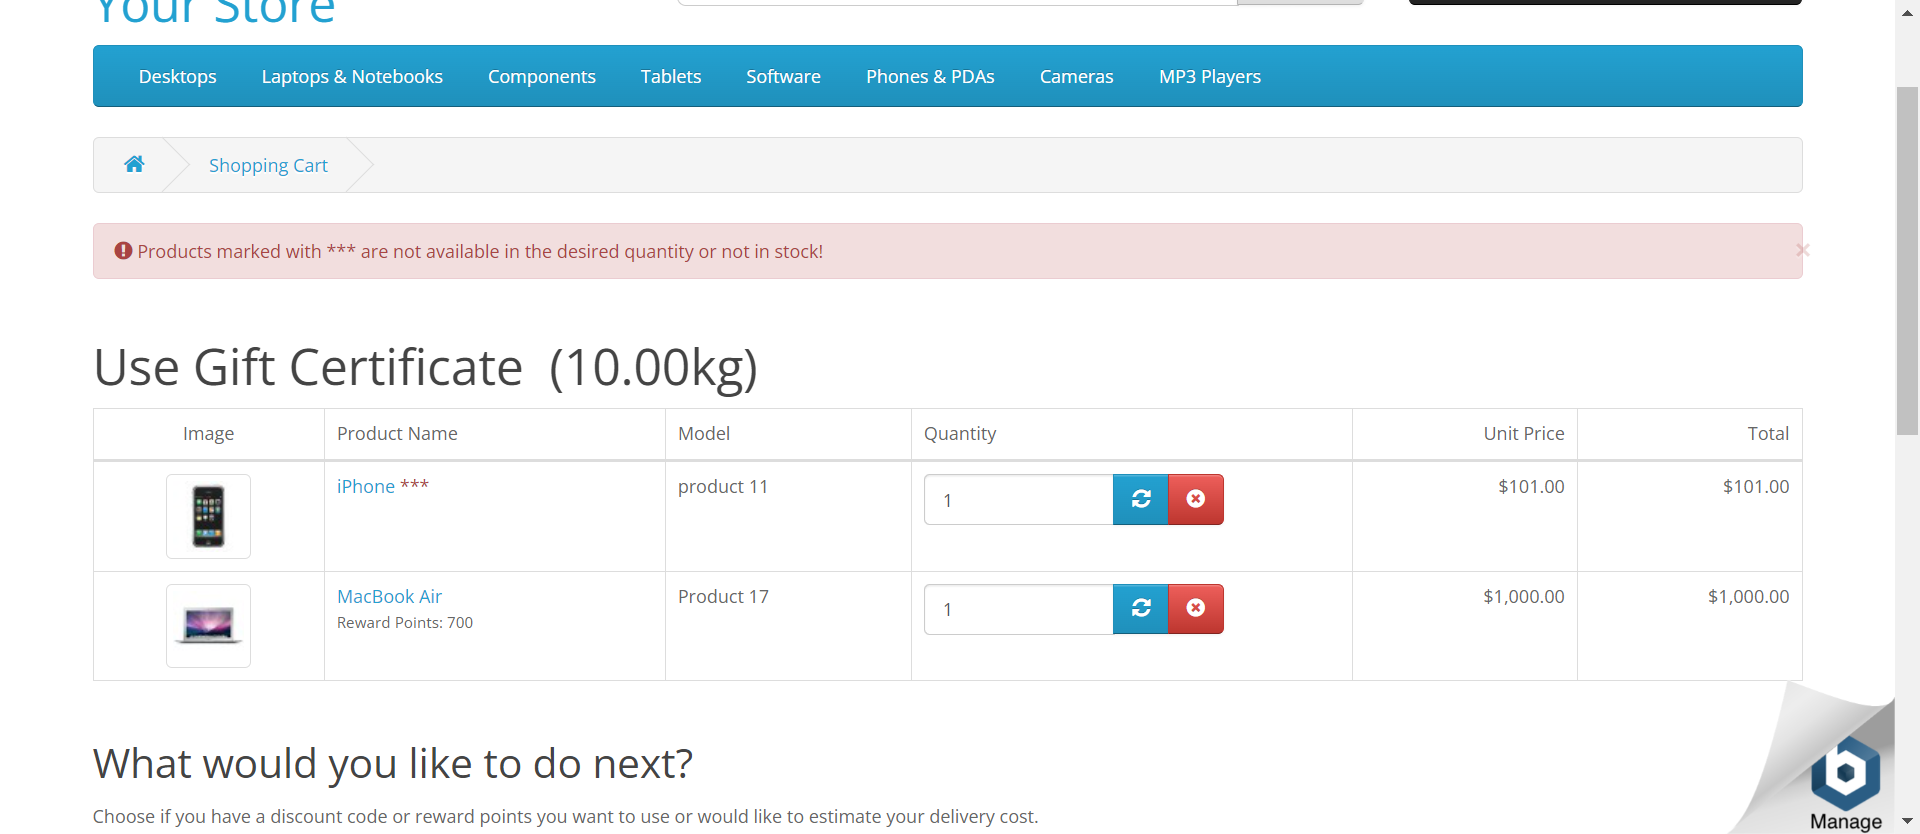 Your Store
Desktops Laptops & Notebooks Components Tablets Software Phones & PDAs Cameras MP3 Players
Shopping Cart
Products marked with *** are not available in the desired quantity or not in stock!
×
Use Gift Certificate (10.00kg)
Image Product Name Model Quantity Unit Price Total
iPhone *** product 11 1 $101.00 $101.00
MacBook Air Product 17 1 $1,000.00 $1,000.00
Reward Points: 700
What would you like to do next?
Choose if you have a discount code or reward points you want to use or would like to estimate your delivery cost.
b
Manage